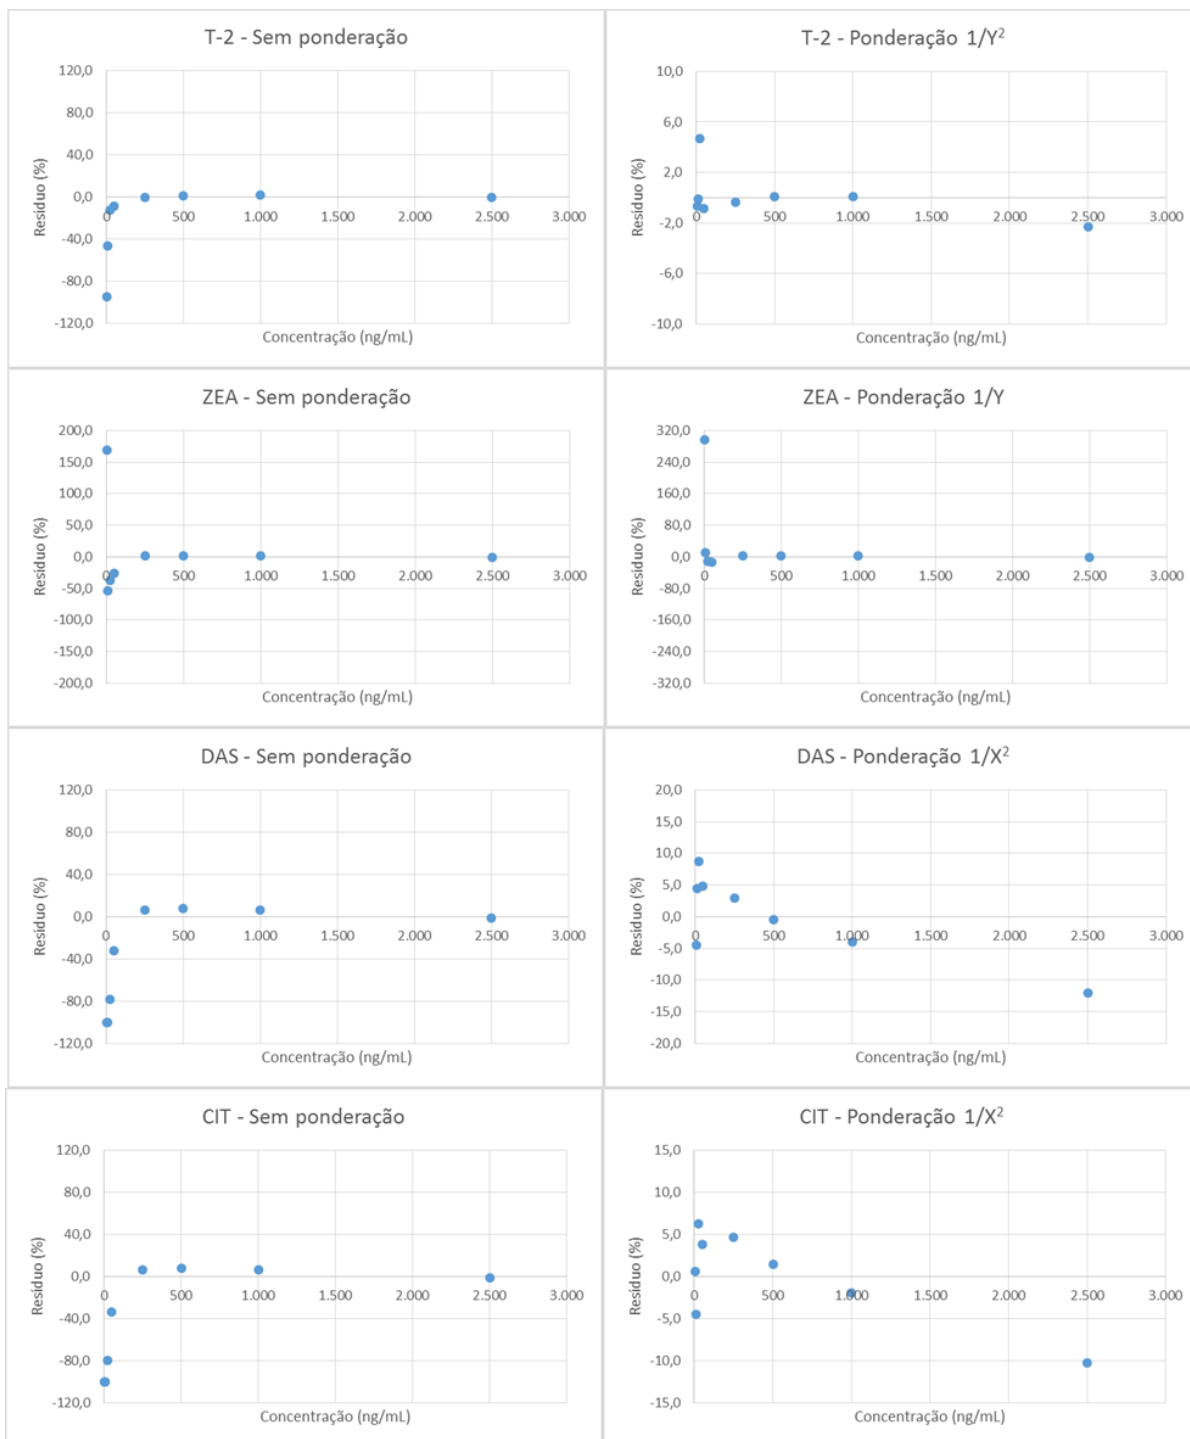 T-2 - Sem ponderação
120,0
80,0
40,0
0,0
-40,0
-80,0
-120,0
0 500 1.000 1.500 2.000 2.500 3.000
Resíduo (%)
Concentração (ng/mL)
T-2 - Ponderação 1/Y²
10,0
6,0
2,0
-2,0
-6,0
-10,0
0 500 1.000 1.500 2.000 2.500 3.000
Resíduo (%)
Concentração (ng/mL)
ZEA - Sem ponderação
200,0
150,0
100,0
50,0
0,0
-50,0
-100,0
-150,0
-200,0
0 500 1.000 1.500 2.000 2.500 3.000
Resíduo (%)
Concentração (ng/mL)
ZEA - Ponderação 1/Y
320,0
240,0
160,0
80,0
0,0
-80,0
-160,0
-240,0
-320,0
0 500 1.000 1.500 2.000 2.500 3.000
Resíduo (%)
Concentração (ng/mL)
DAS - Sem ponderação
120,0
80,0
40,0
0,0
-40,0
-80,0
-120,0
0 500 1.000 1.500 2.000 2.500 3.000
Resíduo (%)
Concentração (ng/mL)
DAS - Ponderação 1/X²
20,0
15,0
10,0
5,0
0,0
-5,0
-10,0
-15,0
-20,0
0 500 1.000 1.500 2.000 2.500 3.000
Resíduo (%)
Concentração (ng/mL)
CIT - Sem ponderação
120,0
80,0
40,0
0,0
-40,0
-80,0
-120,0
0 500 1.000 1.500 2.000 2.500 3.000
Resíduo (%)
Concentração (ng/mL)
CIT - Ponderação 1/X²
15,0
10,0
5,0
0,0
-5,0
-10,0
-15,0
0 500 1.000 1.500 2.000 2.500 3.000
Resíduo (%)
Concentração (ng/mL)